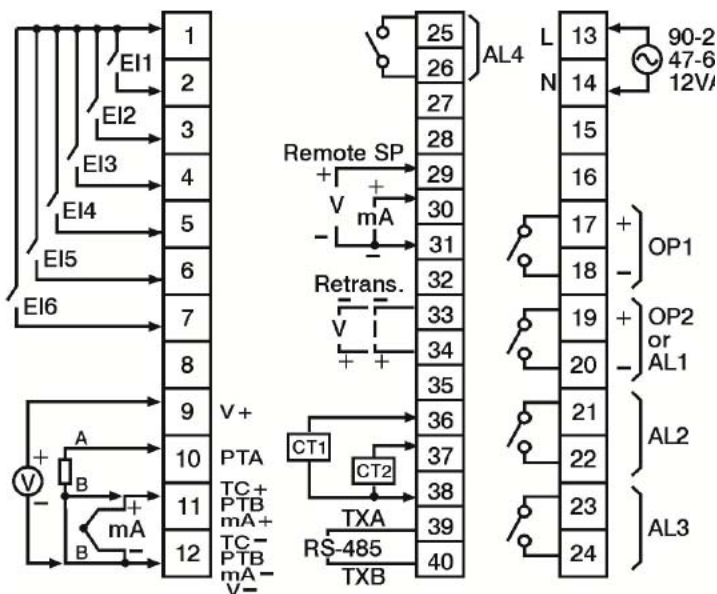 1
2
3
4
5
6
7
8
9
10
11
12
EI1
EI2
EI3
EI4
EI5
EI6
V+
PTA
TC+
PTB
mA+
TC−
PTB
mA−
V−
+
V
−
A
B
B
+
mA
−
25
26
27
28
29
30
31
32
33
34
35
36
37
38
39
40
AL4
Remote SP
+
V
−
+
mA
−
Retrans.
− −
V
+ +
CT1
CT2
TXA
RS-485
TXB
13
14
15
16
17
18
19
20
21
22
23
24
L
N
47-6
12VA
+
−
OP1
+
−
OP2
or
AL1
AL2
AL3